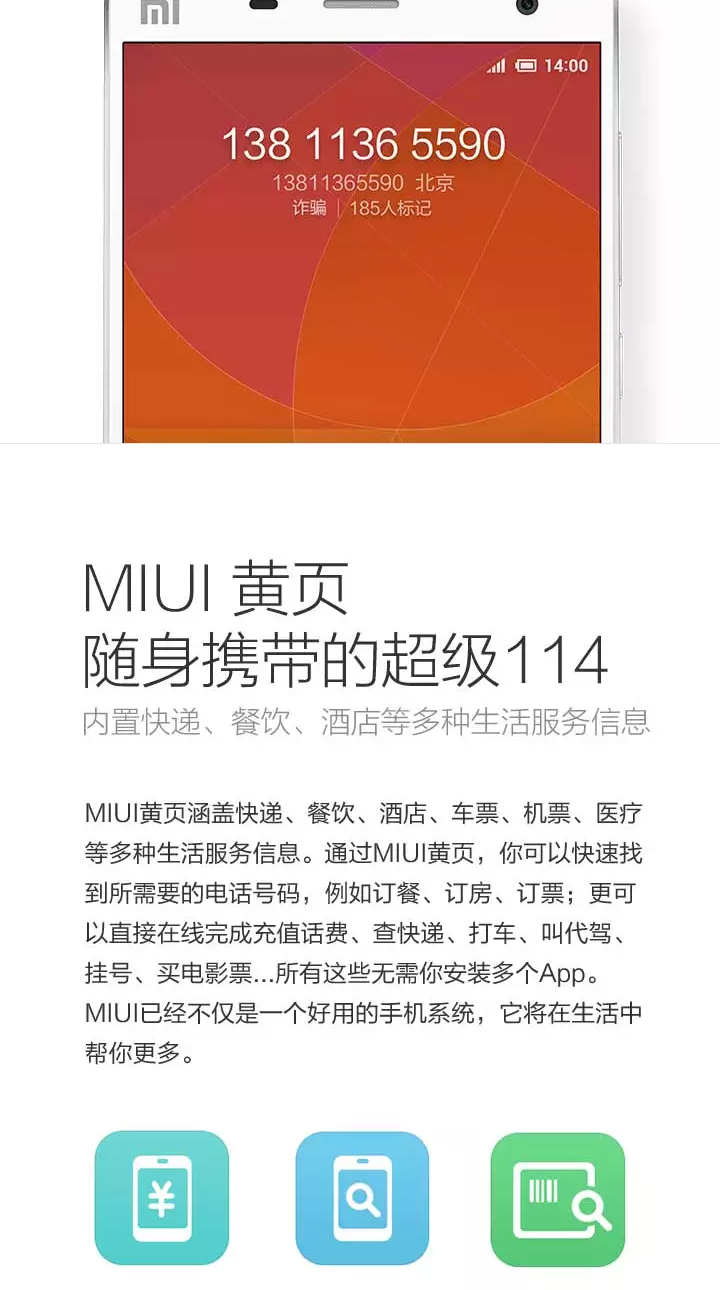 mi
14:00
138 1136 5590
13811365590 北京
诈骗｜185人标记
MIUI 黄页
随身携带的超级114
内置快递、餐饮、酒店等多种生活服务信息
MIUI黄页涵盖快递、餐饮、酒店、车票、机票、医疗
等多种生活服务信息。通过MIUI黄页，你可以快速找
到所需要的电话号码，例如订餐、订房、订票；更可
以直接在线完成充值话费、查快递、打车、叫代驾、
挂号、买电影票...所有这些无需你安装多个App。
MIUI已经不仅是一个好用的手机系统，它将在生活中
帮你更多。
¥